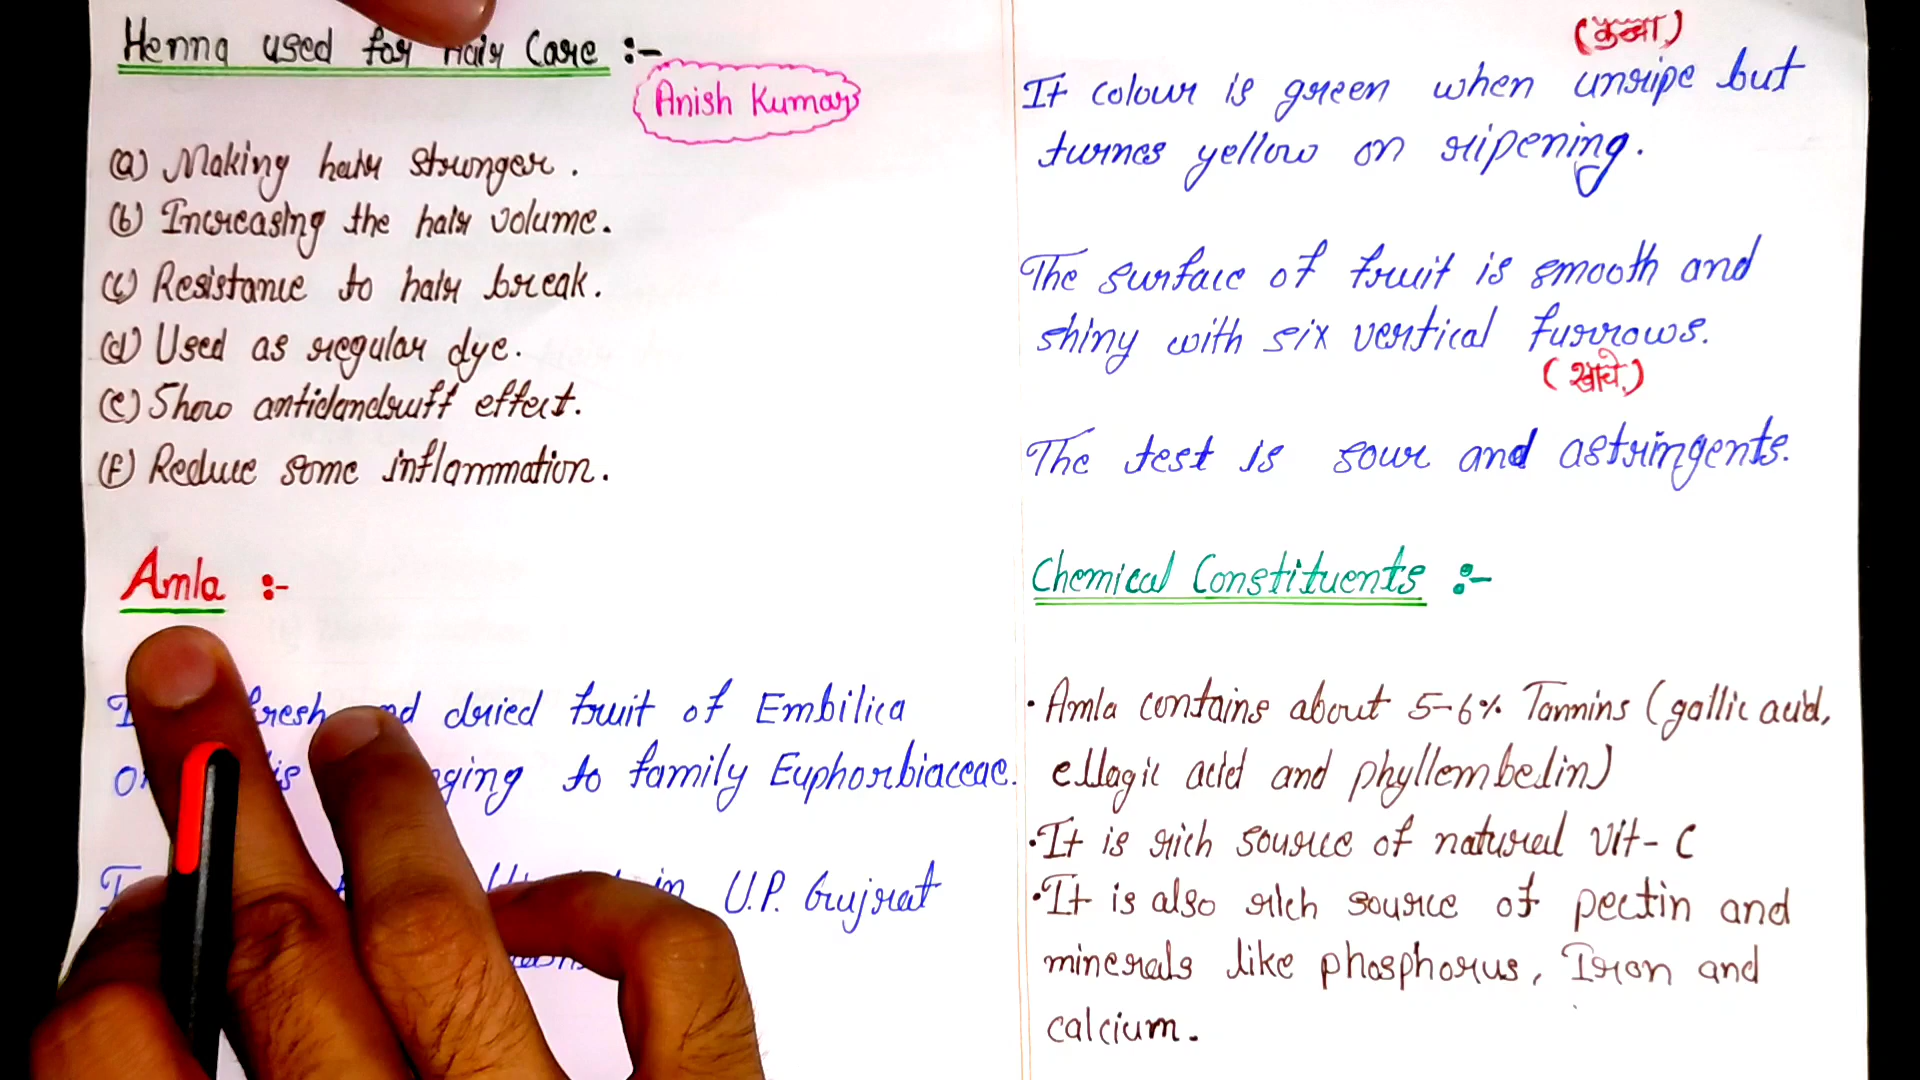 Henna used for Hair Care :-
Anish Kumar
(a) Making hair stronger.
(b) Increasing the hair volume.
(c) Resistance to hair break.
(d) Used as regular dye.
(e) Show antidandruff effect.
(f) Reduce some inflammation.
Amla :-
fresh and dried fruit of Embilica
to family Euphorbiaceae.
in U.P. Gujrat
(कच्चा)
It colour is green when unripe but
turnes yellow on ripening.
The surface of fruit is smooth and
shiny with six vertical furrows.
(खांचे)
The test is sour and astringents.
Chemical Constituents :-
• Amla contains about 5-6% Tannins (gallic acid,
ellagic acid and phyllembelin)
• It is rich source of natural Vit-C
• It is also rich source of pectin and
minerals like phosphorus, Iron and
calcium.